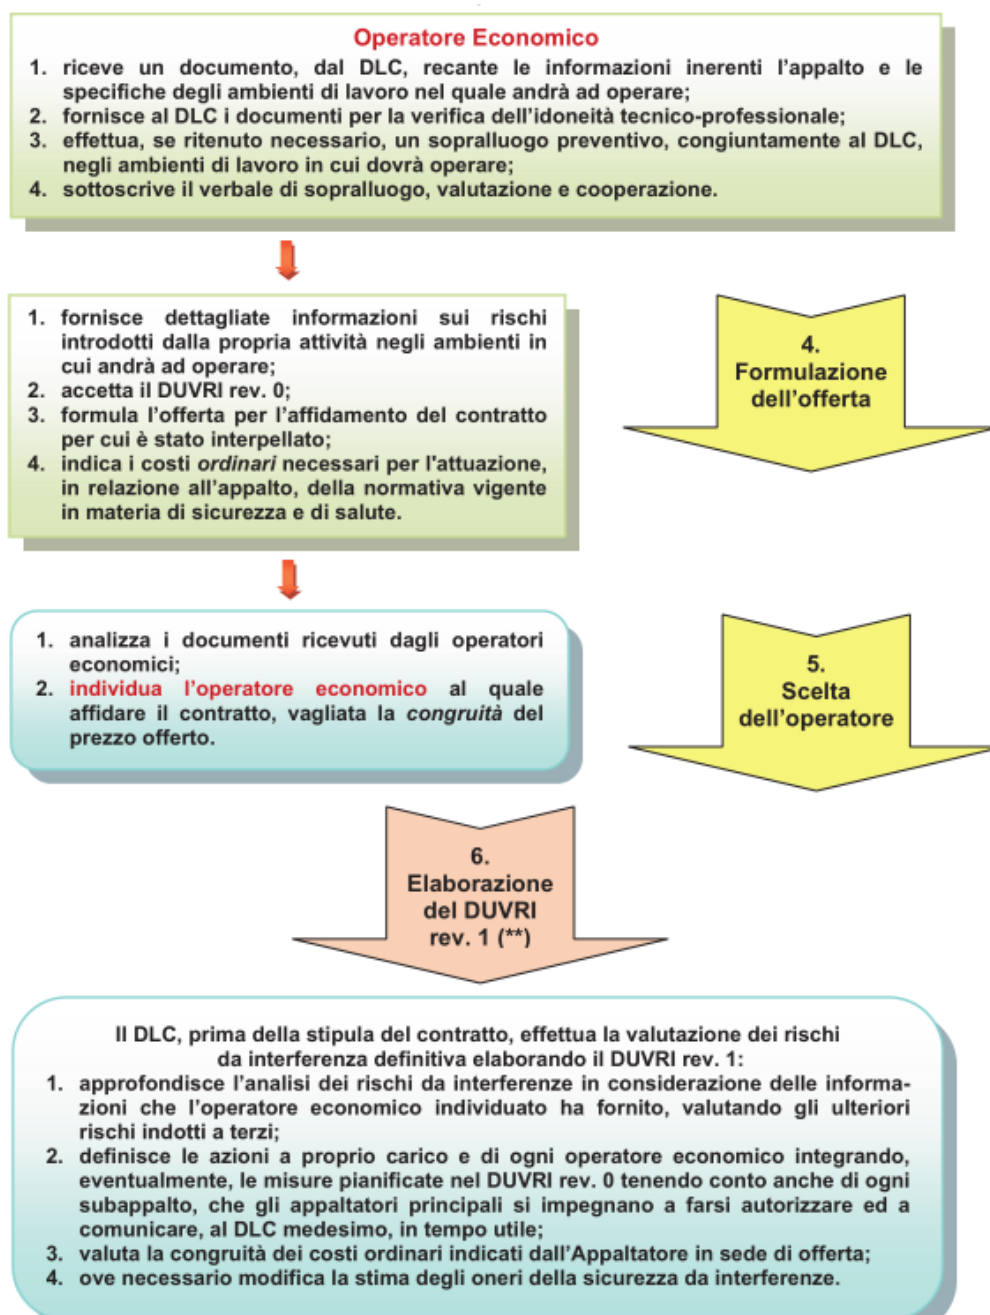 Operatore Economico
1. riceve un documento, dal DLC, recante le informazioni inerenti l'appalto e le
specifiche degli ambienti di lavoro nel quale andrà ad operare;
2. fornisce al DLC i documenti per la verifica dell'idoneità tecnico-professionale;
3. effettua, se ritenuto necessario, un sopralluogo preventivo, congiuntamente al DLC,
negli ambienti di lavoro in cui dovrà operare;
4. sottoscrive il verbale di sopralluogo, valutazione e cooperazione.
1. fornisce dettagliate informazioni sui rischi
introdotti dalla propria attività negli ambienti in
cui andrà ad operare;
2. accetta il DUVRI rev. 0;
3. formula l'offerta per l'affidamento del contratto
per cui è stato interpellato;
4. indica i costi ordinari necessari per l'attuazione,
in relazione all'appalto, della normativa vigente
in materia di sicurezza e di salute.
4.
Formulazione
dell'offerta
1. analizza i documenti ricevuti dagli operatori
economici;
2. individua l'operatore economico al quale
affidare il contratto, vagliata la congruità del
prezzo offerto.
5.
Scelta
dell'operatore
6.
Elaborazione
del DUVRI
rev. 1 (**)
Il DLC, prima della stipula del contratto, effettua la valutazione dei rischi
da interferenza definitiva elaborando il DUVRI rev. 1:
1. approfondisce l'analisi dei rischi da interferenze in considerazione delle informa-
zioni che l'operatore economico individuato ha fornito, valutando gli ulteriori
rischi indotti a terzi;
2. definisce le azioni a proprio carico e di ogni operatore economico integrando,
eventualmente, le misure pianificate nel DUVRI rev. 0 tenendo conto anche di ogni
subappalto, che gli appaltatori principali si impegnano a farsi autorizzare ed a
comunicare, al DLC medesimo, in tempo utile;
3. valuta la congruità dei costi ordinari indicati dall'Appaltatore in sede di offerta;
4. ove necessario modifica la stima degli oneri della sicurezza da interferenze.